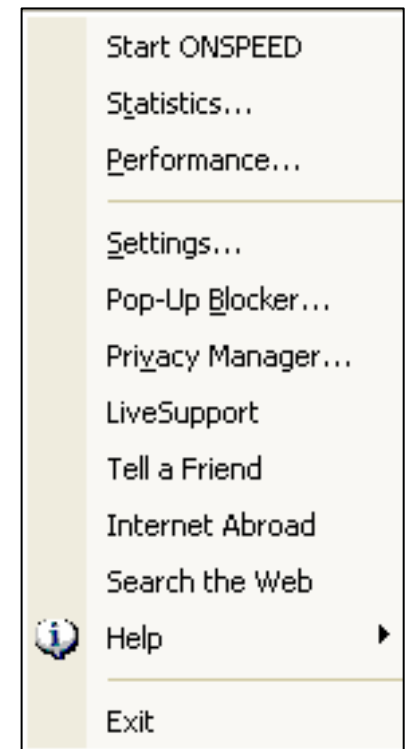 Start ONSPEED
Statistics...
Performance...
Settings...
Pop-Up Blocker...
Privacy Manager...
LiveSupport
Tell a Friend
Internet Abroad
Search the Web
Help
Exit